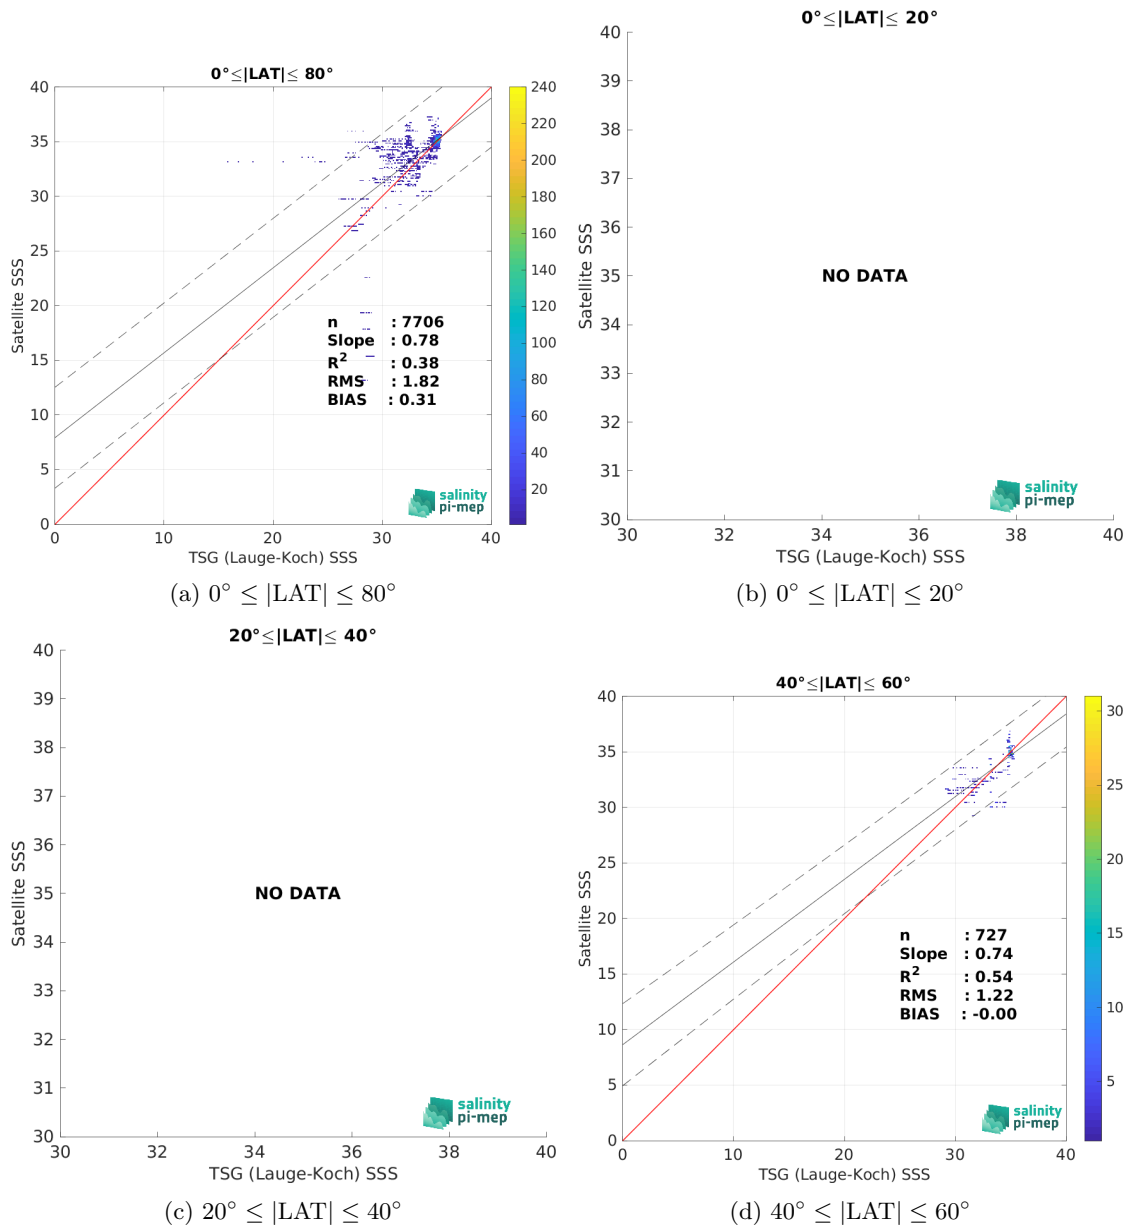 0°≤|LAT|≤ 80°
40
35
30
25
20
15
10
5
0
Satellite SSS
n : 7706
Slope : 0.78
R² : 0.38
RMS : 1.82
BIAS : 0.31
salinity
pi-mep
0 10 20 30 40
TSG (Lauge-Koch) SSS
240
220
200
180
160
140
120
100
80
60
40
20
(a) 0° ≤ |LAT| ≤ 80°
0°≤|LAT|≤ 20°
40
39
38
37
36
35
34
33
32
31
30
Satellite SSS
NO DATA
salinity
pi-mep
30 32 34 36 38 40
TSG (Lauge-Koch) SSS
(b) 0° ≤ |LAT| ≤ 20°
20°≤|LAT|≤ 40°
40
39
38
37
36
35
34
33
32
31
30
Satellite SSS
NO DATA
salinity
pi-mep
30 32 34 36 38 40
TSG (Lauge-Koch) SSS
(c) 20° ≤ |LAT| ≤ 40°
40°≤|LAT|≤ 60°
40
35
30
25
20
15
10
5
0
Satellite SSS
n : 727
Slope : 0.74
R² : 0.54
RMS : 1.22
BIAS : -0.00
salinity
pi-mep
0 10 20 30 40
TSG (Lauge-Koch) SSS
30
25
20
15
10
5
(d) 40° ≤ |LAT| ≤ 60°